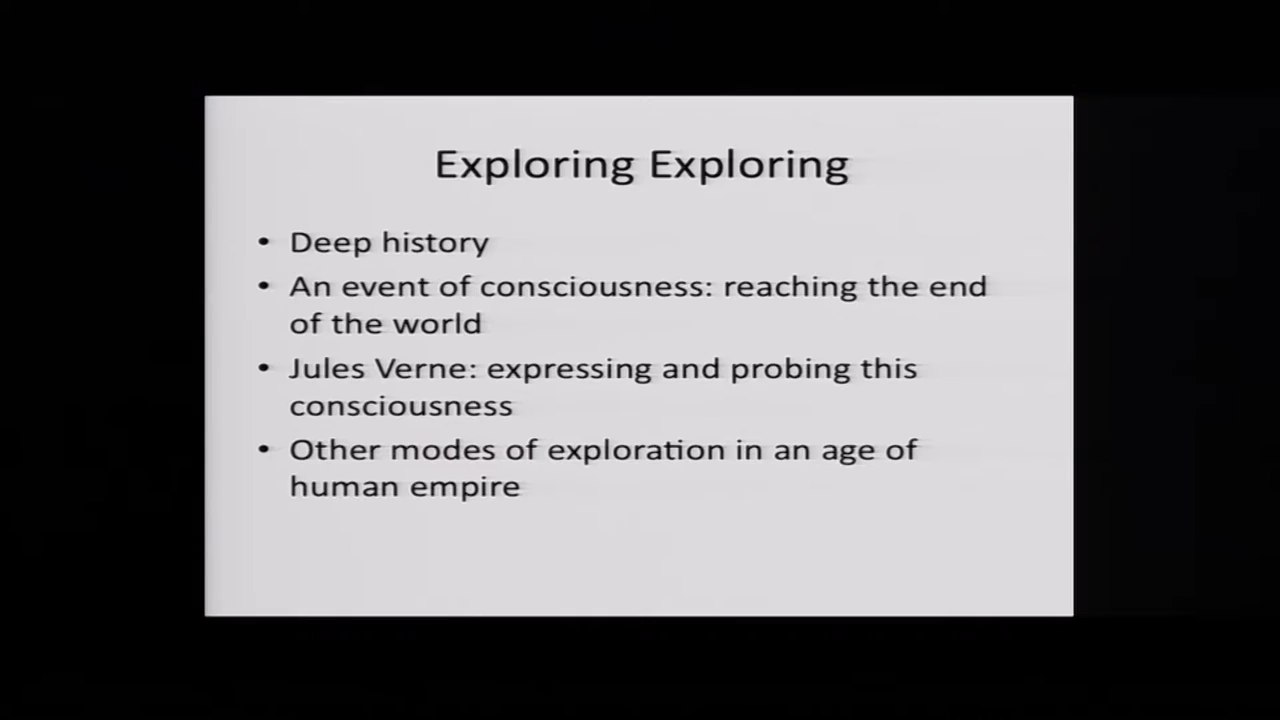 Exploring Exploring
• Deep history
• An event of consciousness: reaching the end
of the world
• Jules Verne: expressing and probing this
consciousness
• Other modes of exploration in an age of
human empire